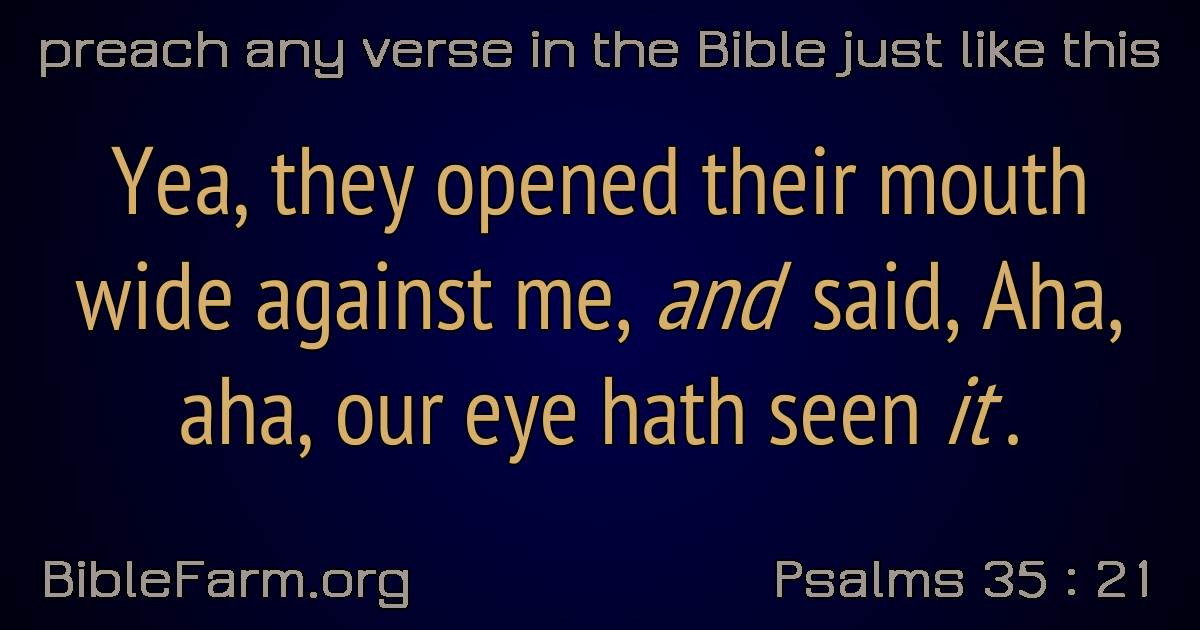 preach any verse in the Bible just like this
Yea, they opened their mouth
wide against me, and said, Aha,
aha, our eye hath seen it.
BibleFarm.org
Psalms 35 : 21